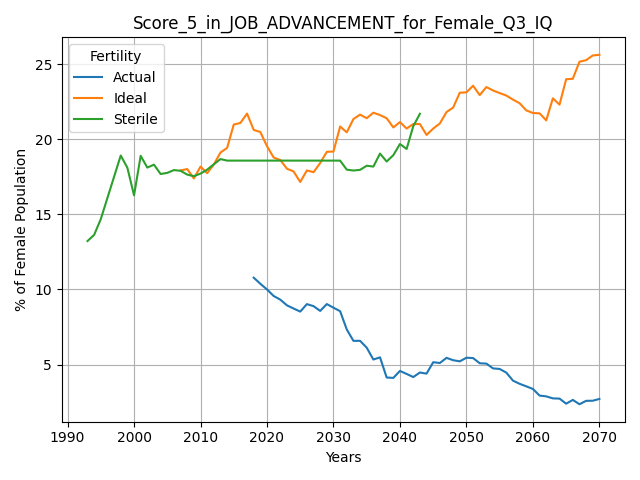 Score_5_in_JOB_ADVANCEMENT_for_Female_Q3_IQ
Fertility
Actual
Ideal
Sterile
% of Female Population
25
20
15
10
5
1990 2000 2010 2020 2030 2040 2050 2060 2070
Years